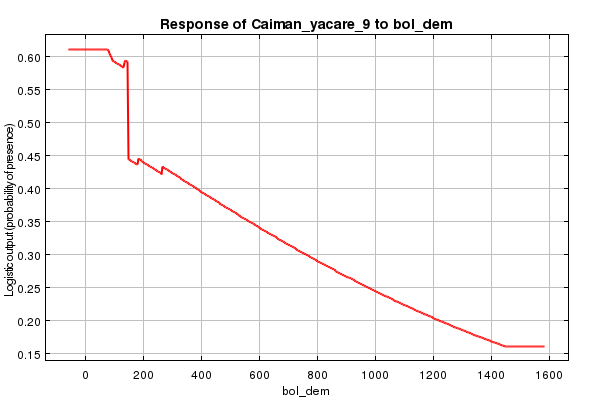 Response of Caiman_yacare_9 to bol_dem
Logistic output (probability of presence)
0.60
0.55
0.50
0.45
0.40
0.35
0.30
0.25
0.20
0.15
0 200 400 600 800 1000 1200 1400 1600
bol_dem